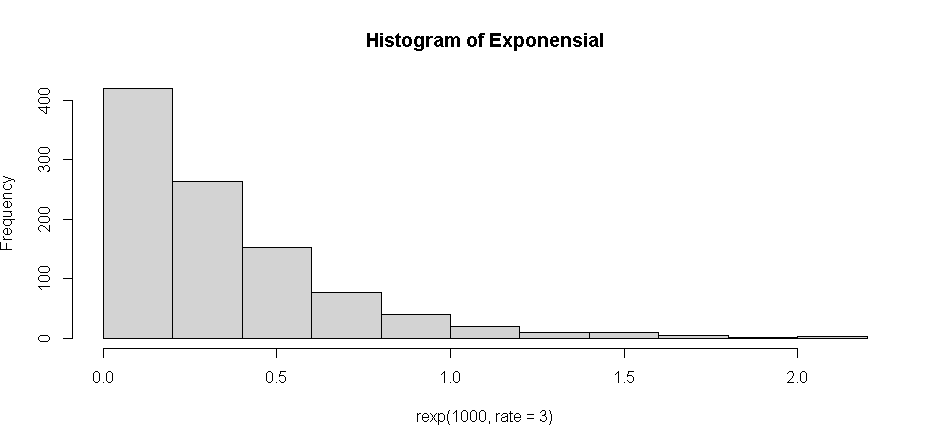 Histogram of Exponensial
Frequency
400
300
200
100
0
0.0 0.5 1.0 1.5 2.0
rexp(1000, rate = 3)